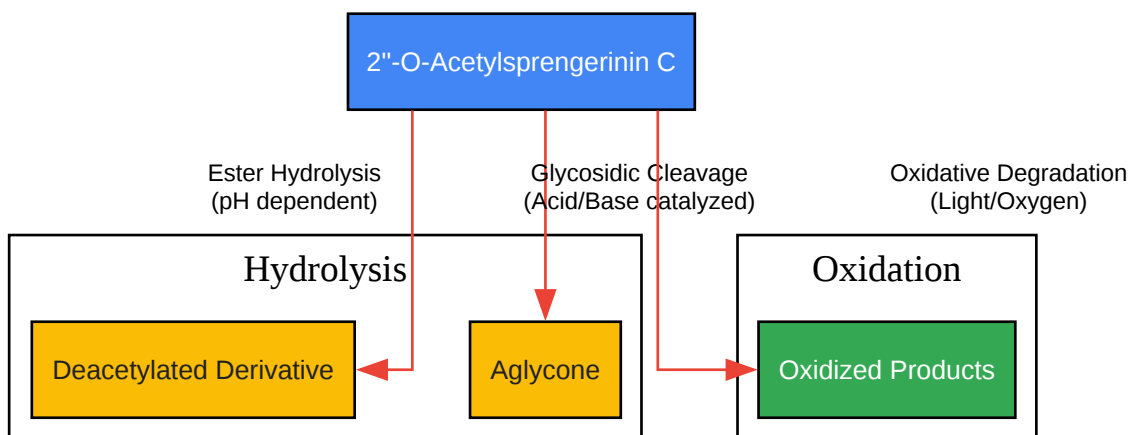 2"-O-Acetylsprengerinin C
Ester Hydrolysis
(pH dependent)
Glycosidic Cleavage
(Acid/Base catalyzed)
Oxidative Degradation
(Light/Oxygen)
Hydrolysis
Oxidation
Deacetylated Derivative
Aglycone
Oxidized Products